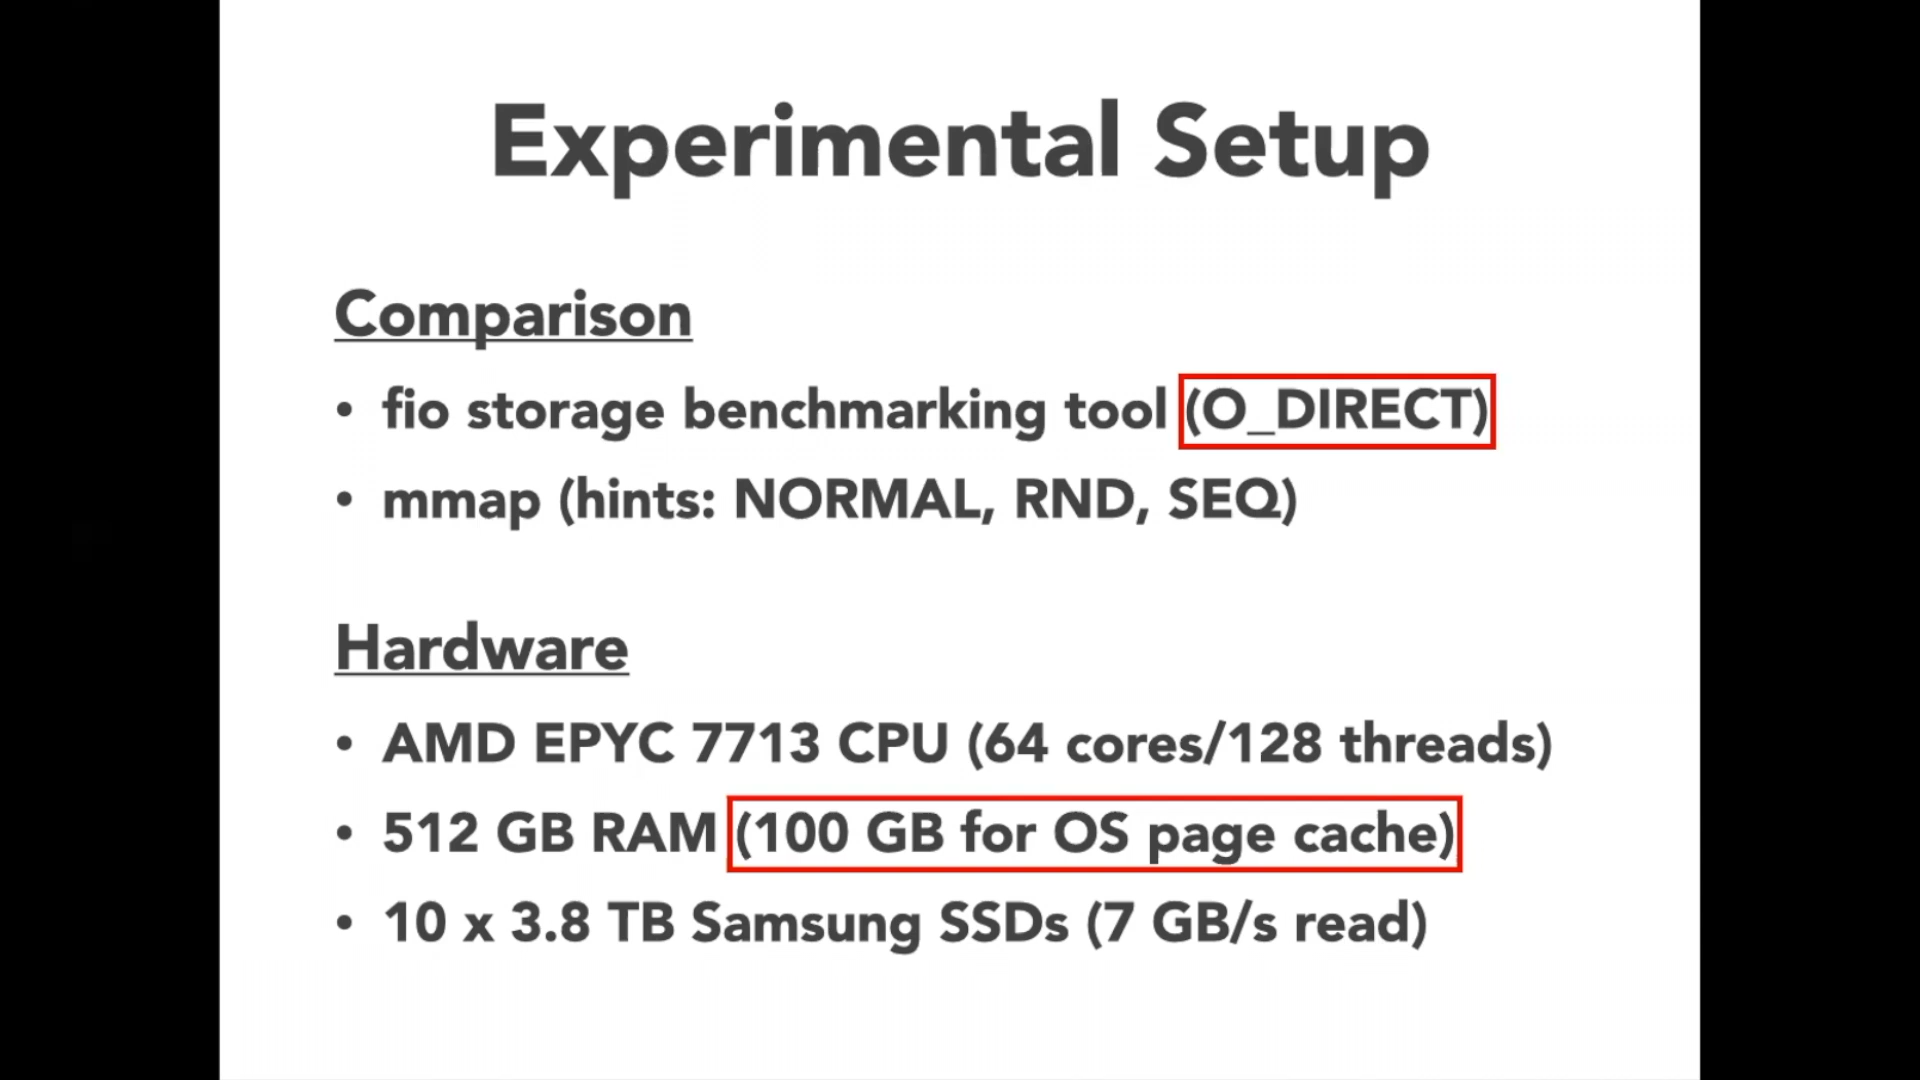 Experimental Setup
Comparison
• fio storage benchmarking tool (O_DIRECT)
• mmap (hints: NORMAL, RND, SEQ)
Hardware
• AMD EPYC 7713 CPU (64 cores/128 threads)
• 512 GB RAM (100 GB for OS page cache)
• 10 x 3.8 TB Samsung SSDs (7 GB/s read)